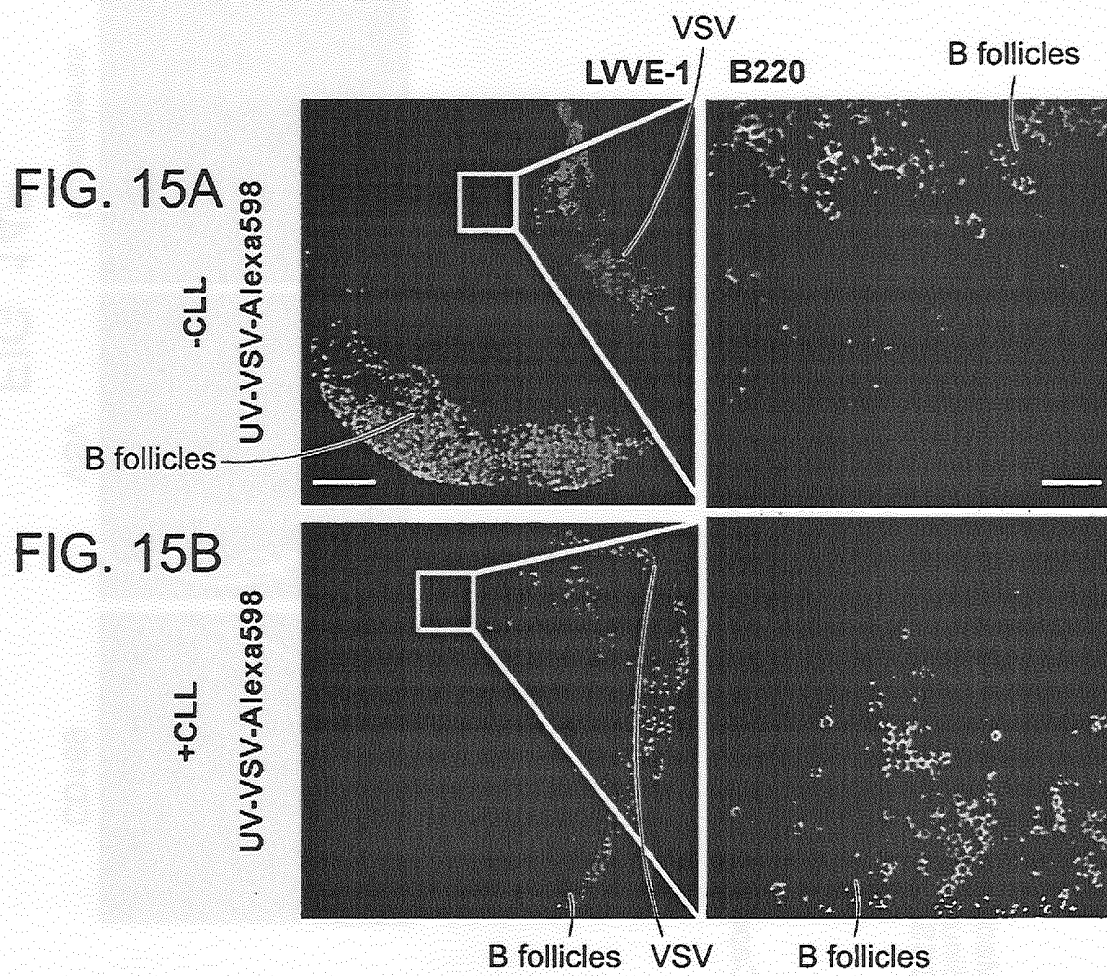 VSV
LVVE-1 B220
B follicles
FIG. 15A
-CLL
UV-VSV-Alexa598
B follicles
FIG. 15B
+CLL
UV-VSV-Alexa598
B follicles
VSV
B follicles